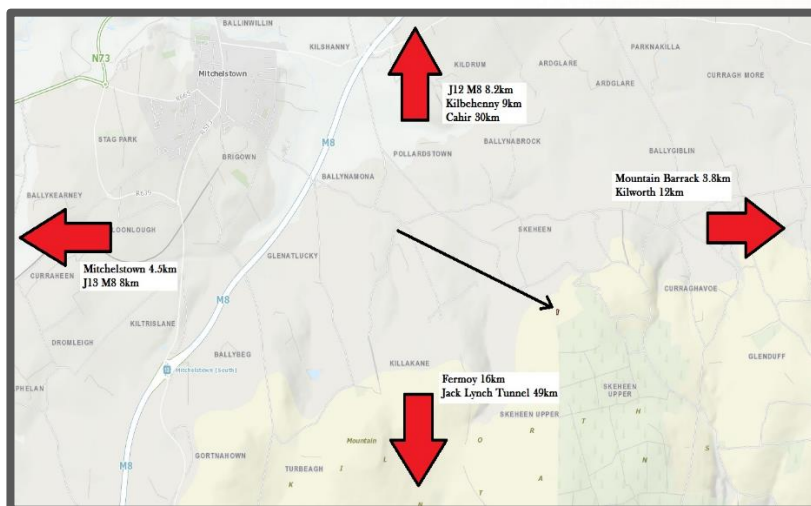 BALLINWILLIN
N73
KILSHANNY
Mitchelstown
KILDRUM
PARKNAKILLA
ARDGLARE
CURRAGH MORE
ARDGLARE
J12 M8 8.2km
Kilbehenny 9km
Cahir 30km
STAG PARK
M8
BRIGOWN
POLLARDSTOWN
BALLYNABROCK
BALLYGIBLIN
BALLYKEARNEY
BALLYNAMONA
Mountain Barrack 3.8km
Kilworth 12km
LOONLOUGH
SKEHEEN
GLENATLUCKY
Mitchelstown 4.5km
J13 M8 8km
CURRAHEEN
CURRAGHAVOE
M8
KILTRISLANE
DROMLEIGH
BALLYBEG
GLENDUFF
KILLAKANE
Mitchelstown (South)
PHELAN
Fermoy 16km
Jack Lynch Tunnel 49km
SKEHEEN
UPPER
SKEHEEN UPPER
Mountain
GORTNAHOWN
TURBEAGH
M8
K I L O R T H
N T A N S